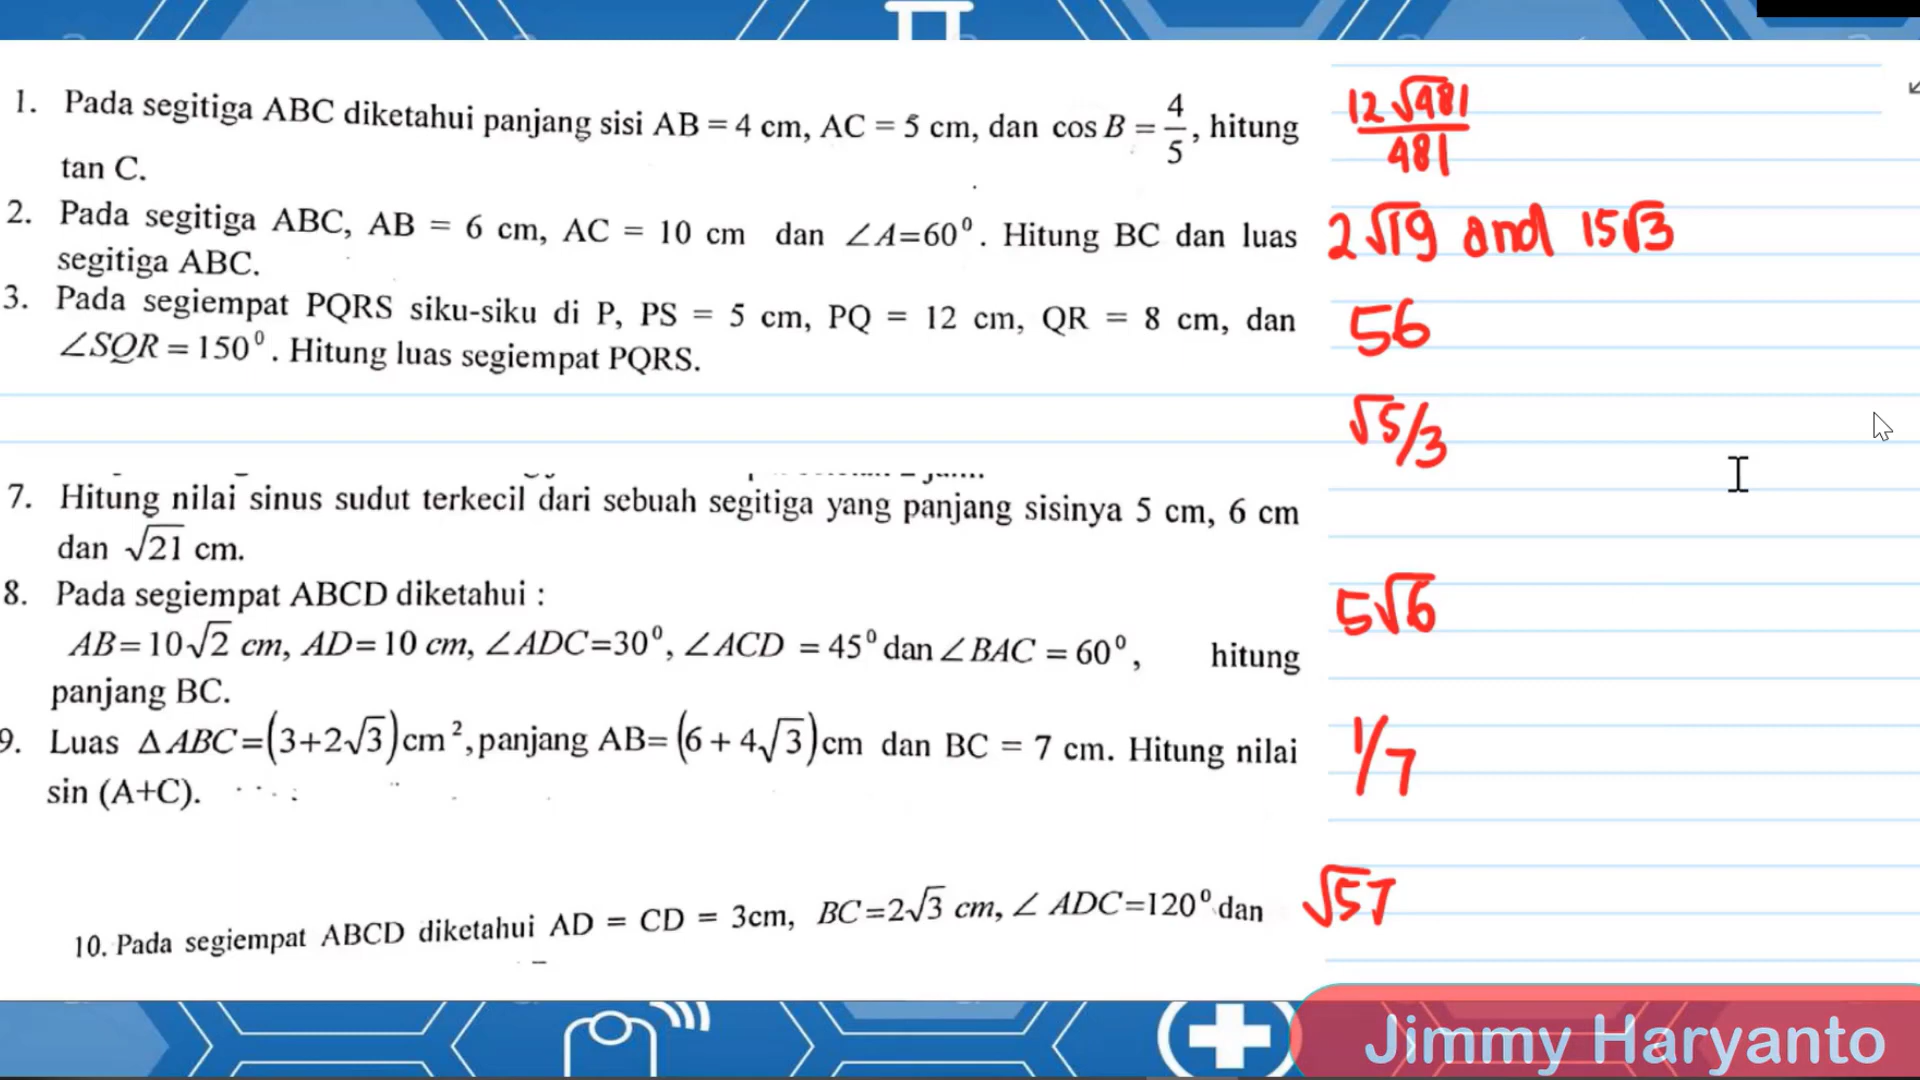 1. Pada segitiga ABC diketahui panjang sisi AB = 4 cm, AC = 5 cm, dan cos B = 4/5, hitung
tan C.
12√481/481
2. Pada segitiga ABC, AB = 6 cm, AC = 10 cm dan ∠A=60⁰. Hitung BC dan luas
segitiga ABC.
2√19 and 15√3
3. Pada segiempat PQRS siku-siku di P, PS = 5 cm, PQ = 12 cm, QR = 8 cm, dan
∠SQR = 150⁰. Hitung luas segiempat PQRS.
56
√5/3
7. Hitung nilai sinus sudut terkecil dari sebuah segitiga yang panjang sisinya 5 cm, 6 cm
dan √21 cm.
8. Pada segiempat ABCD diketahui :
AB=10√2 cm, AD=10 cm, ∠ADC=30⁰, ∠ACD = 45⁰ dan ∠BAC = 60⁰, hitung
panjang BC.
5√6
9. Luas ΔABC=(3+2√3)cm², panjang AB= (6+4√3)cm dan BC = 7 cm. Hitung nilai
sin (A+C).
1/7
10. Pada segiempat ABCD diketahui AD = CD = 3cm, BC=2√3 cm, ∠ ADC=120⁰ dan
√57
Jimmy Haryanto